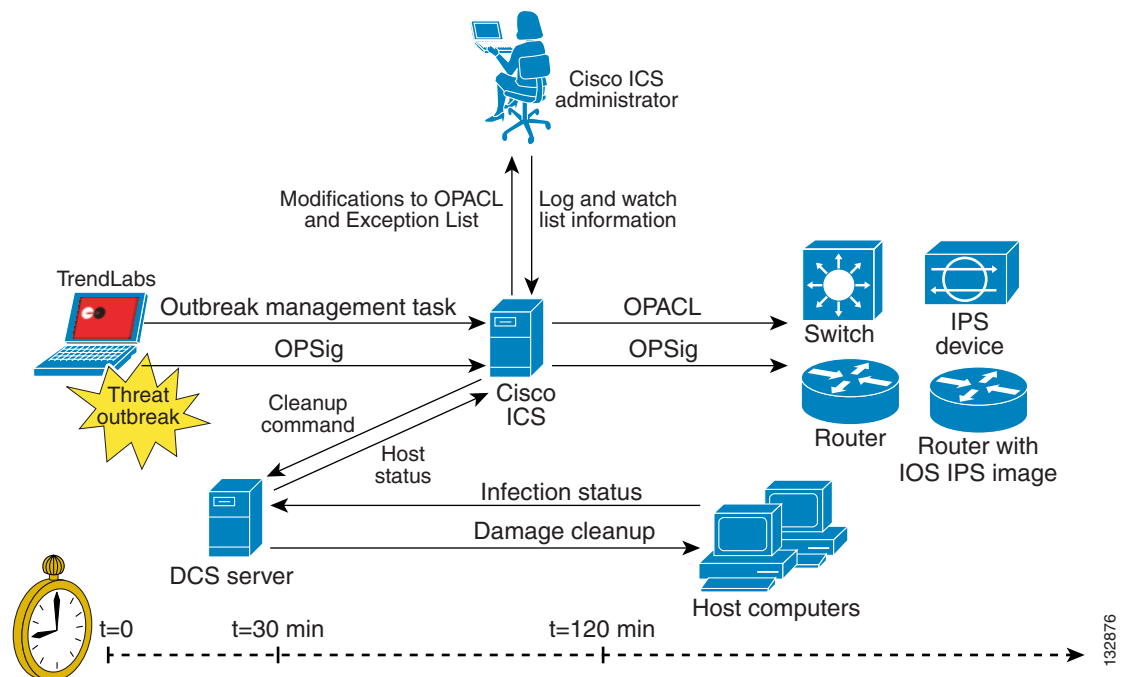 Cisco ICS
administrator
Modifications to OPACL
and Exception List
Log and watch
list information
TrendLabs
Outbreak management task
OPACL
OPSig
OPSig
Threat
outbreak
Switch
IPS
device
Cisco
ICS
Cleanup
command
Host
status
Router
Router with
IOS IPS image
Infection status
Damage cleanup
DCS server
Host computers
t=0
t=30 min
t=120 min
132876